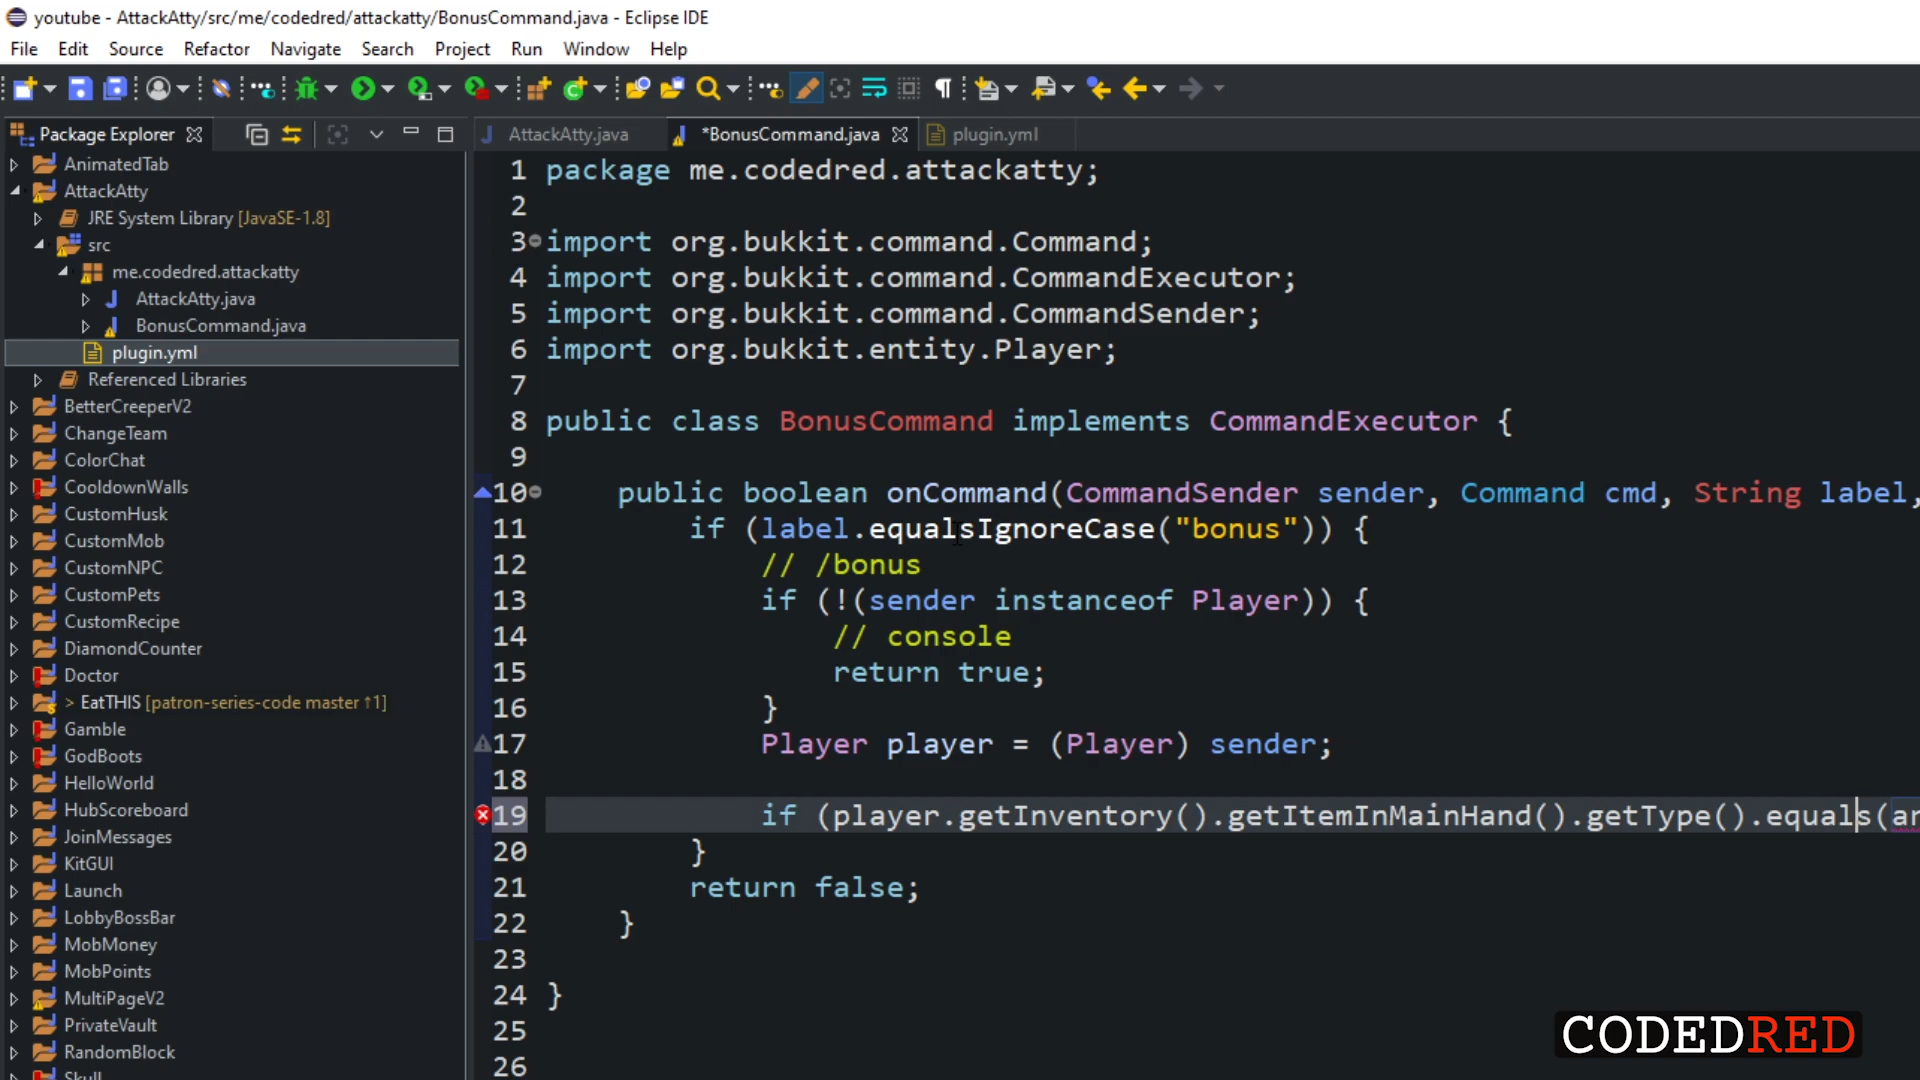 youtube - AttackAtty/src/me/codedred/attackatty/BonusCommand.java - Eclipse IDE
File Edit Source Refactor Navigate Search Project Run Window Help
Package Explorer
AttackAtty.java *BonusCommand.java plugin.yml
AnimatedTab
AttackAtty
JRE System Library [JavaSE-1.8]
src
me.codedred.attackatty
AttackAtty.java
BonusCommand.java
plugin.yml
Referenced Libraries
BetterCreeperV2
ChangeTeam
ColorChat
CooldownWalls
CustomHusk
CustomMob
CustomNPC
CustomPets
CustomRecipe
DiamondCounter
Doctor
> EatTHIS [patron-series-code master ↑1]
Gamble
GodBoots
HelloWorld
HubScoreboard
JoinMessages
KitGUI
Launch
LobbyBossBar
MobMoney
MobPoints
MultiPageV2
PrivateVault
RandomBlock
Skull
1 package me.codedred.attackatty;
2
3 import org.bukkit.command.Command;
4 import org.bukkit.command.CommandExecutor;
5 import org.bukkit.command.CommandSender;
6 import org.bukkit.entity.Player;
7
8 public class BonusCommand implements CommandExecutor {
9
10 public boolean onCommand(CommandSender sender, Command cmd, String label,
11 if (label.equalsIgnoreCase("bonus")) {
12 // /bonus
13 if (!(sender instanceof Player)) {
14 // console
15 return true;
16 }
17 Player player = (Player) sender;
18
19 if (player.getInventory().getItemInMainHand().getType().equals(ar
20 }
21 return false;
22 }
23
24 }
25
26
CODEDRED